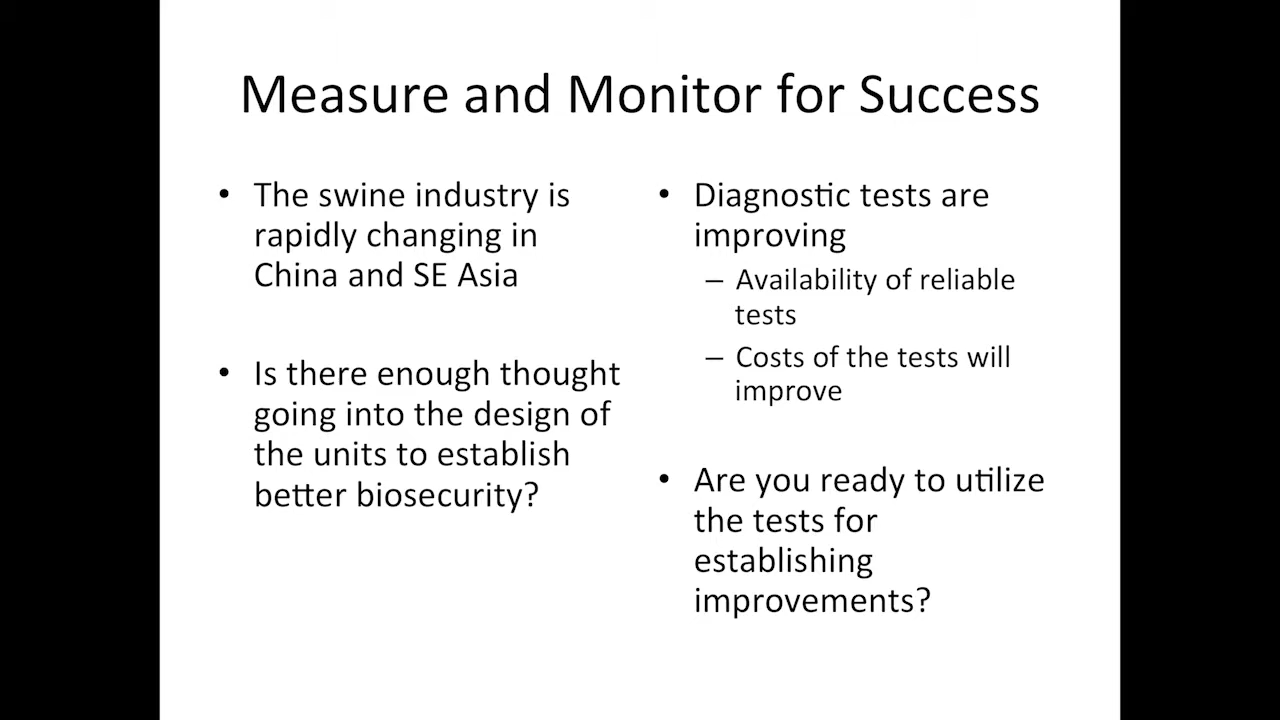 Measure and Monitor for Success
• The swine industry is
rapidly changing in
China and SE Asia
• Is there enough thought
going into the design of
the units to establish
better biosecurity?
• Diagnostic tests are
improving
– Availability of reliable
tests
– Costs of the tests will
improve
• Are you ready to utilize
the tests for
establishing
improvements?